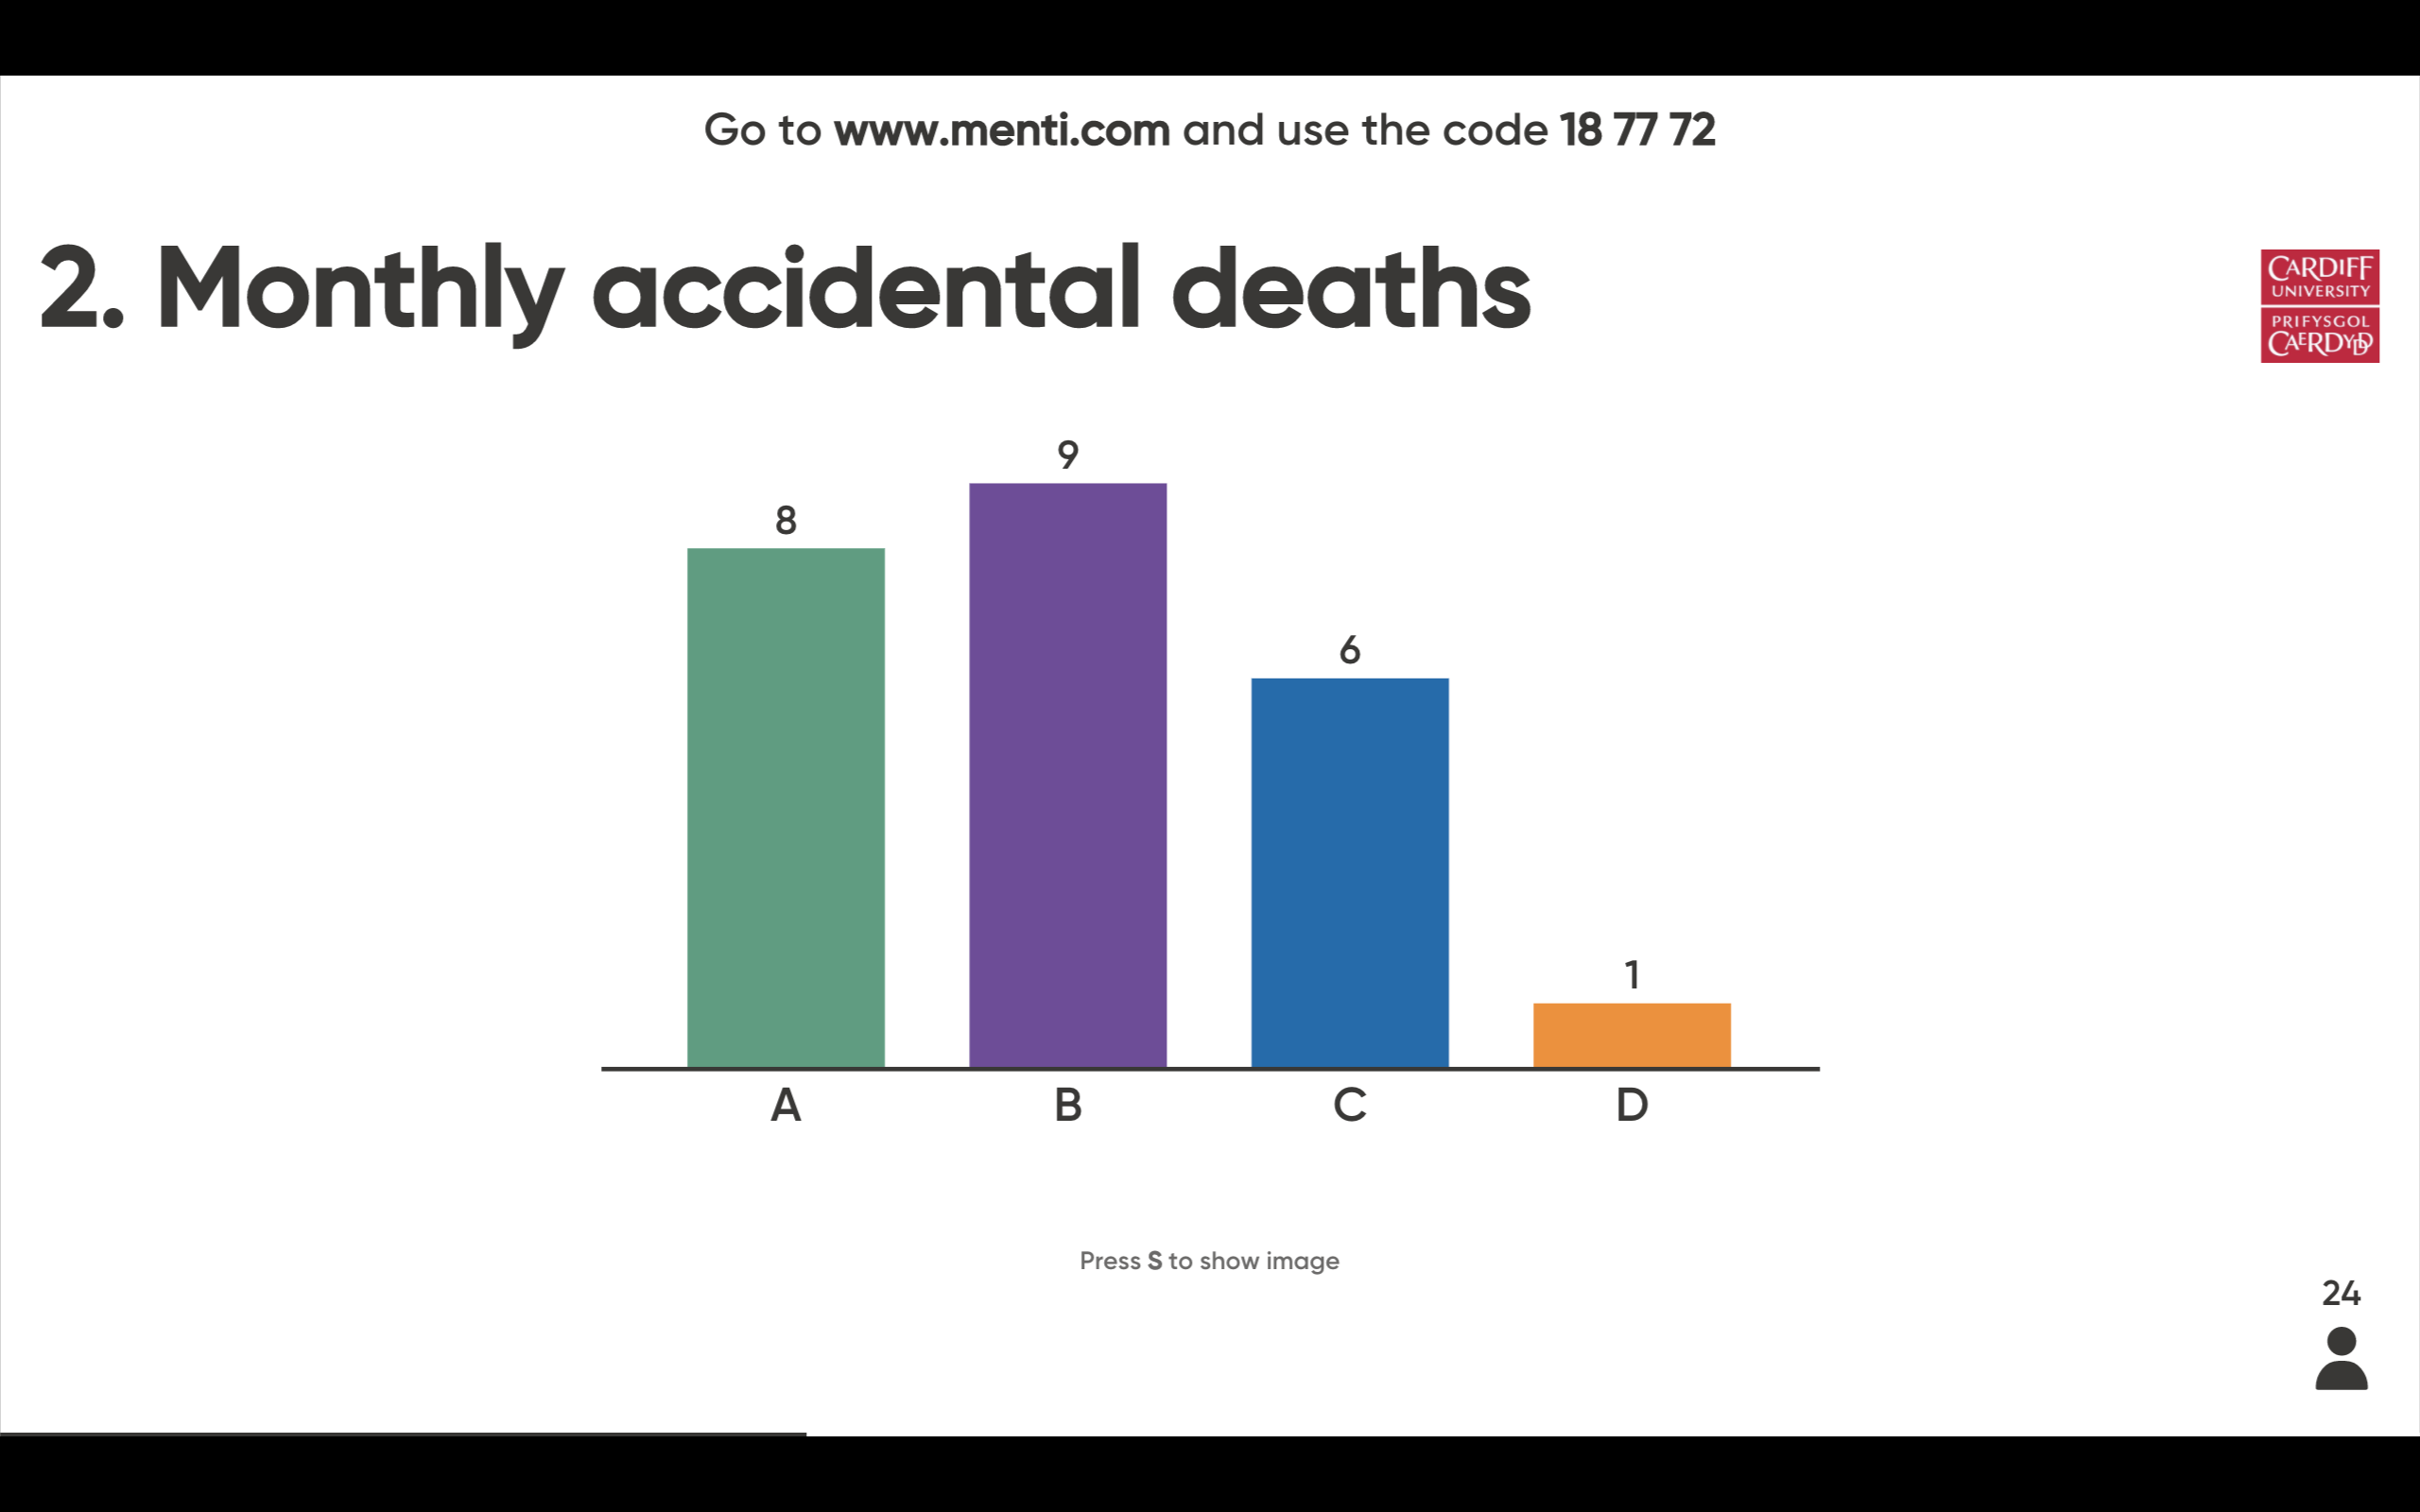 Go to www.menti.com and use the code 18 77 72
2. Monthly accidental deaths
CARDIFF
UNIVERSITY
PRIFYSGOL
CAERDYDD
9
8
6
1
A B C D
Press S to show image
24